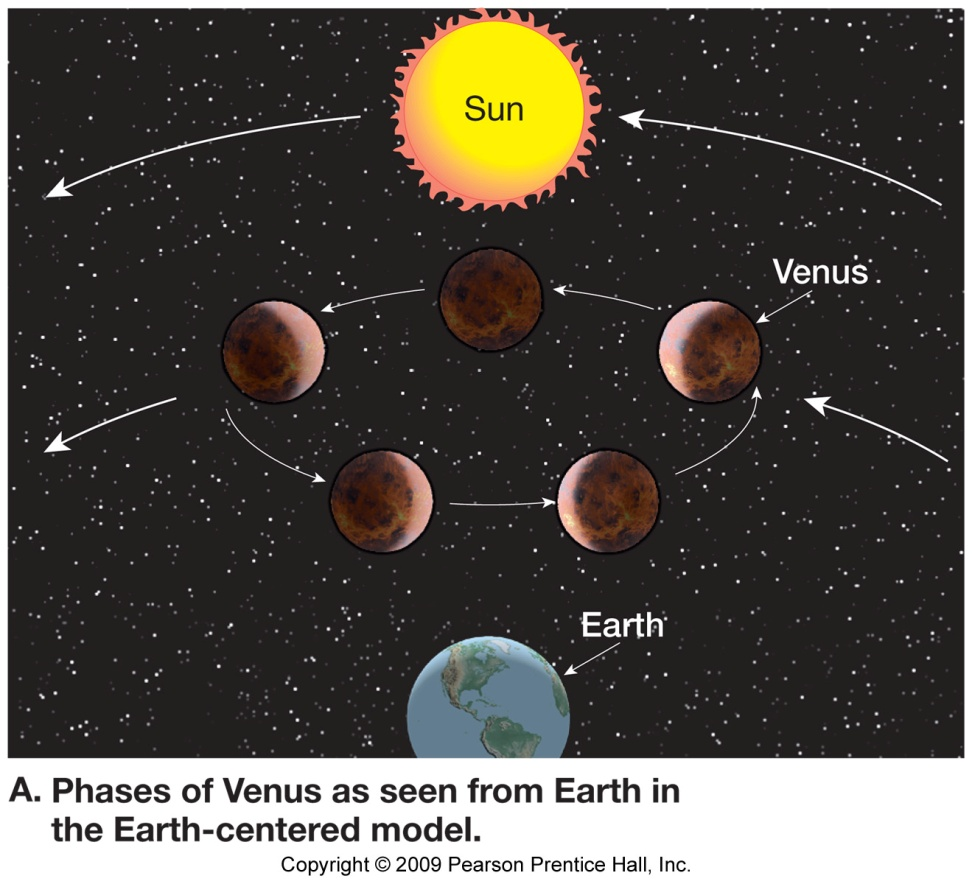 Sun
Venus
Earth
A. Phases of Venus as seen from Earth in
the Earth-centered model.
Copyright © 2009 Pearson Prentice Hall, Inc.